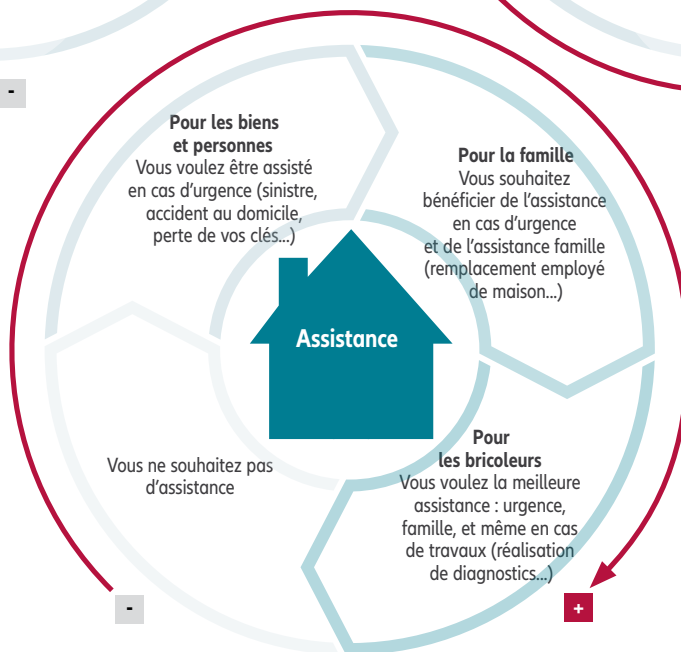 -
Pour les biens
et personnes
Vous voulez être assisté
en cas d'urgence (sinistre,
accident au domicile,
perte de vos clés...)
Pour la famille
Vous souhaitez
bénéficier de l'assistance
en cas d'urgence
et de l'assistance famille
(remplacement employé
de maison...)
Assistance
Vous ne souhaitez pas
d'assistance
Pour
les bricoleurs
Vous voulez la meilleure
assistance : urgence,
famille, et même en cas
de travaux (réalisation
de diagnostics...)
-
+